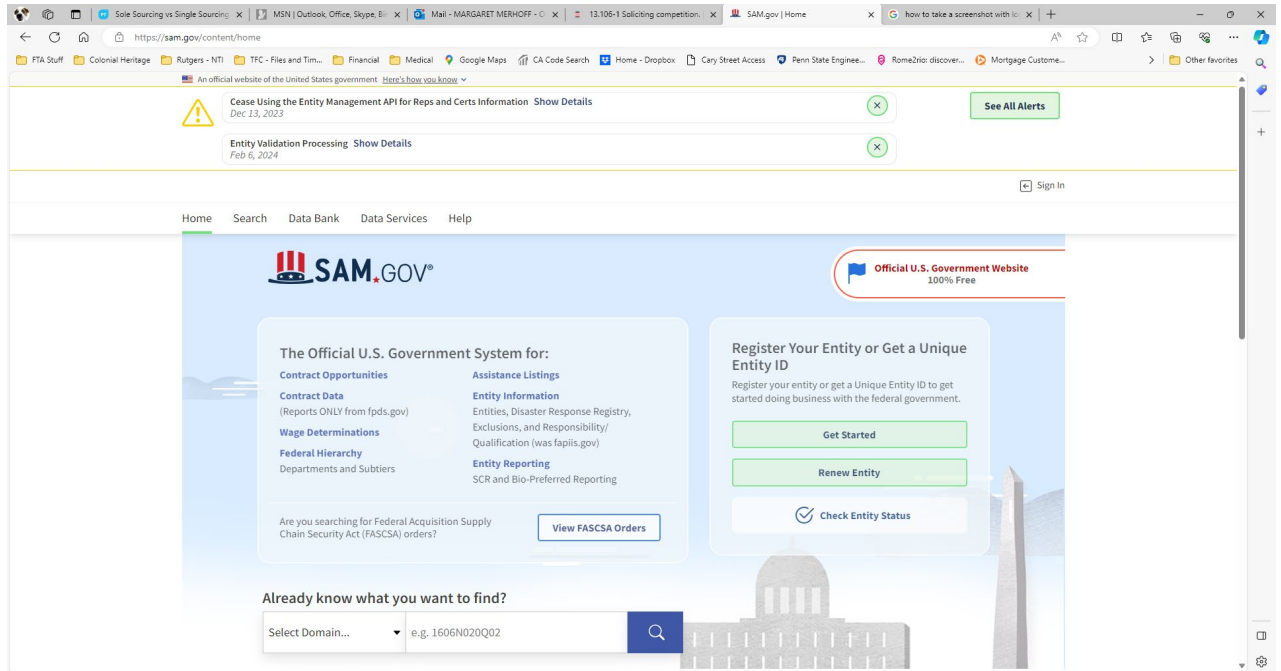 Sole Sourcing vs Single Sourcing
MSN | Outlook, Office, Skype, Bin
Mail - MARGARET MERHOFF - O
13.106-1 Soliciting competition,
SAM.gov | Home
how to take a screenshot with lo
https://sam.gov/content/home
FTA Stuff
Colonial Heritage
Rutgers - NTI
TFC - Files and Tim...
Financial
Medical
Google Maps
CA Code Search
Home - Dropbox
Cary Street Access
Penn State Enginee...
Rome2rio: discover...
Mortgage Custome...
Other favorites
An official website of the United States government Here's how you know
Cease Using the Entity Management API for Reps and Certs Information Show Details
Dec 13, 2023
See All Alerts
Entity Validation Processing Show Details
Feb 6, 2024
Sign In
Home Search Data Bank Data Services Help
SAM.GOV®
Official U.S. Government Website
100% Free
The Official U.S. Government System for:
Contract Opportunities
Contract Data
(Reports ONLY from fpds.gov)
Wage Determinations
Federal Hierarchy
Departments and Subtiers
Assistance Listings
Entity Information
Entities, Disaster Response Registry,
Exclusions, and Responsibility/
Qualification (was fapiis.gov)
Entity Reporting
SCR and Bio-Preferred Reporting
Are you searching for Federal Acquisition Supply
Chain Security Act (FASCSA) orders?
View FASCSA Orders
Register Your Entity or Get a Unique
Entity ID
Register your entity or get a Unique Entity ID to get
started doing business with the federal government.
Get Started
Renew Entity
Check Entity Status
Already know what you want to find?
Select Domain...
e.g. 1606N020Q02